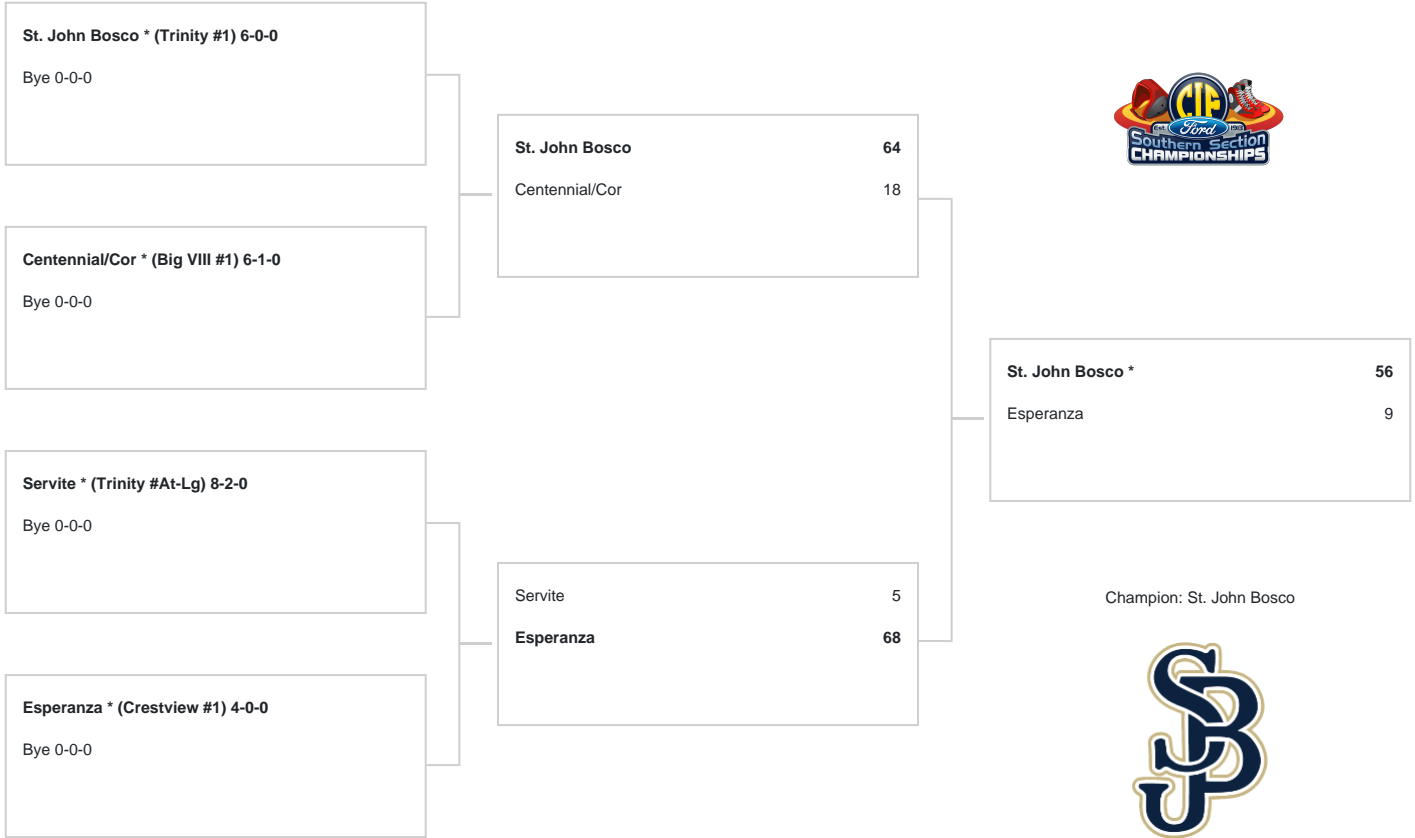 St. John Bosco * (Trinity #1) 6-0-0
Bye 0-0-0
Centennial/Cor * (Big VIII #1) 6-1-0
Bye 0-0-0
Servite * (Trinity #At-Lg) 8-2-0
Bye 0-0-0
Esperanza * (Crestview #1) 4-0-0
Bye 0-0-0
St. John Bosco 64
Centennial/Cor 18
Servite 5
Esperanza 68
CIF
Est. Ford 1913
Southern Section
CHAMPIONSHIPS
St. John Bosco * 56
Esperanza 9
Champion: St. John Bosco
SJB